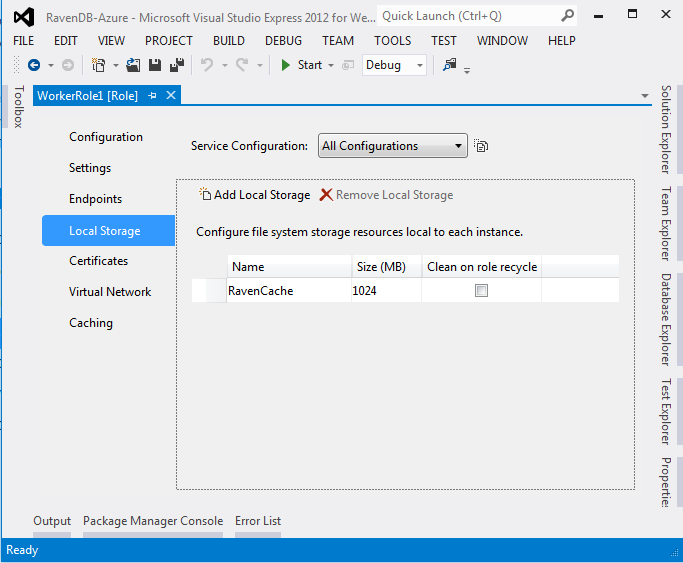 RavenDB-Azure - Microsoft Visual Studio Express 2012 for We...
Quick Launch (Ctrl+Q)
FILE EDIT VIEW PROJECT BUILD DEBUG TEAM TOOLS TEST WINDOW HELP
Start Debug
Toolbox
WorkerRole1 [Role]
Configuration
Settings
Endpoints
Local Storage
Certificates
Virtual Network
Caching
Service Configuration: All Configurations
Add Local Storage Remove Local Storage
Configure file system storage resources local to each instance.
Name Size (MB) Clean on role recycle
RavenCache 1024
Solution Explorer
Team Explorer
Database Explorer
Test Explorer
Properties
Output Package Manager Console Error List
Ready